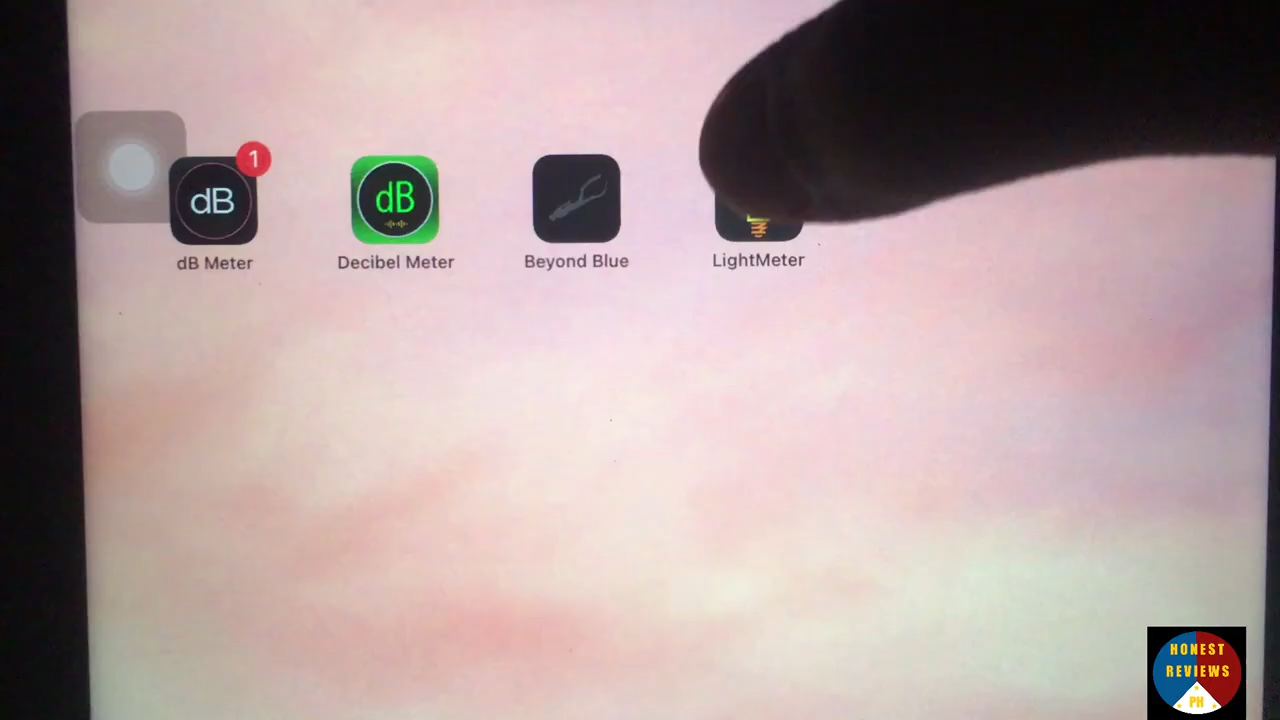 1
dB
dB
dB Meter
Decibel Meter
Beyond Blue
LightMeter
HONEST
REVIEWS
PH